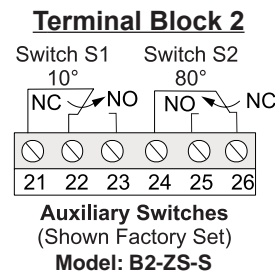 Terminal Block 2
Switch S1 Switch S2
10° 80°
NC NO NO NC
21 22 23 24 25 26
Auxiliary Switches
(Shown Factory Set)
Model: B2-ZS-S